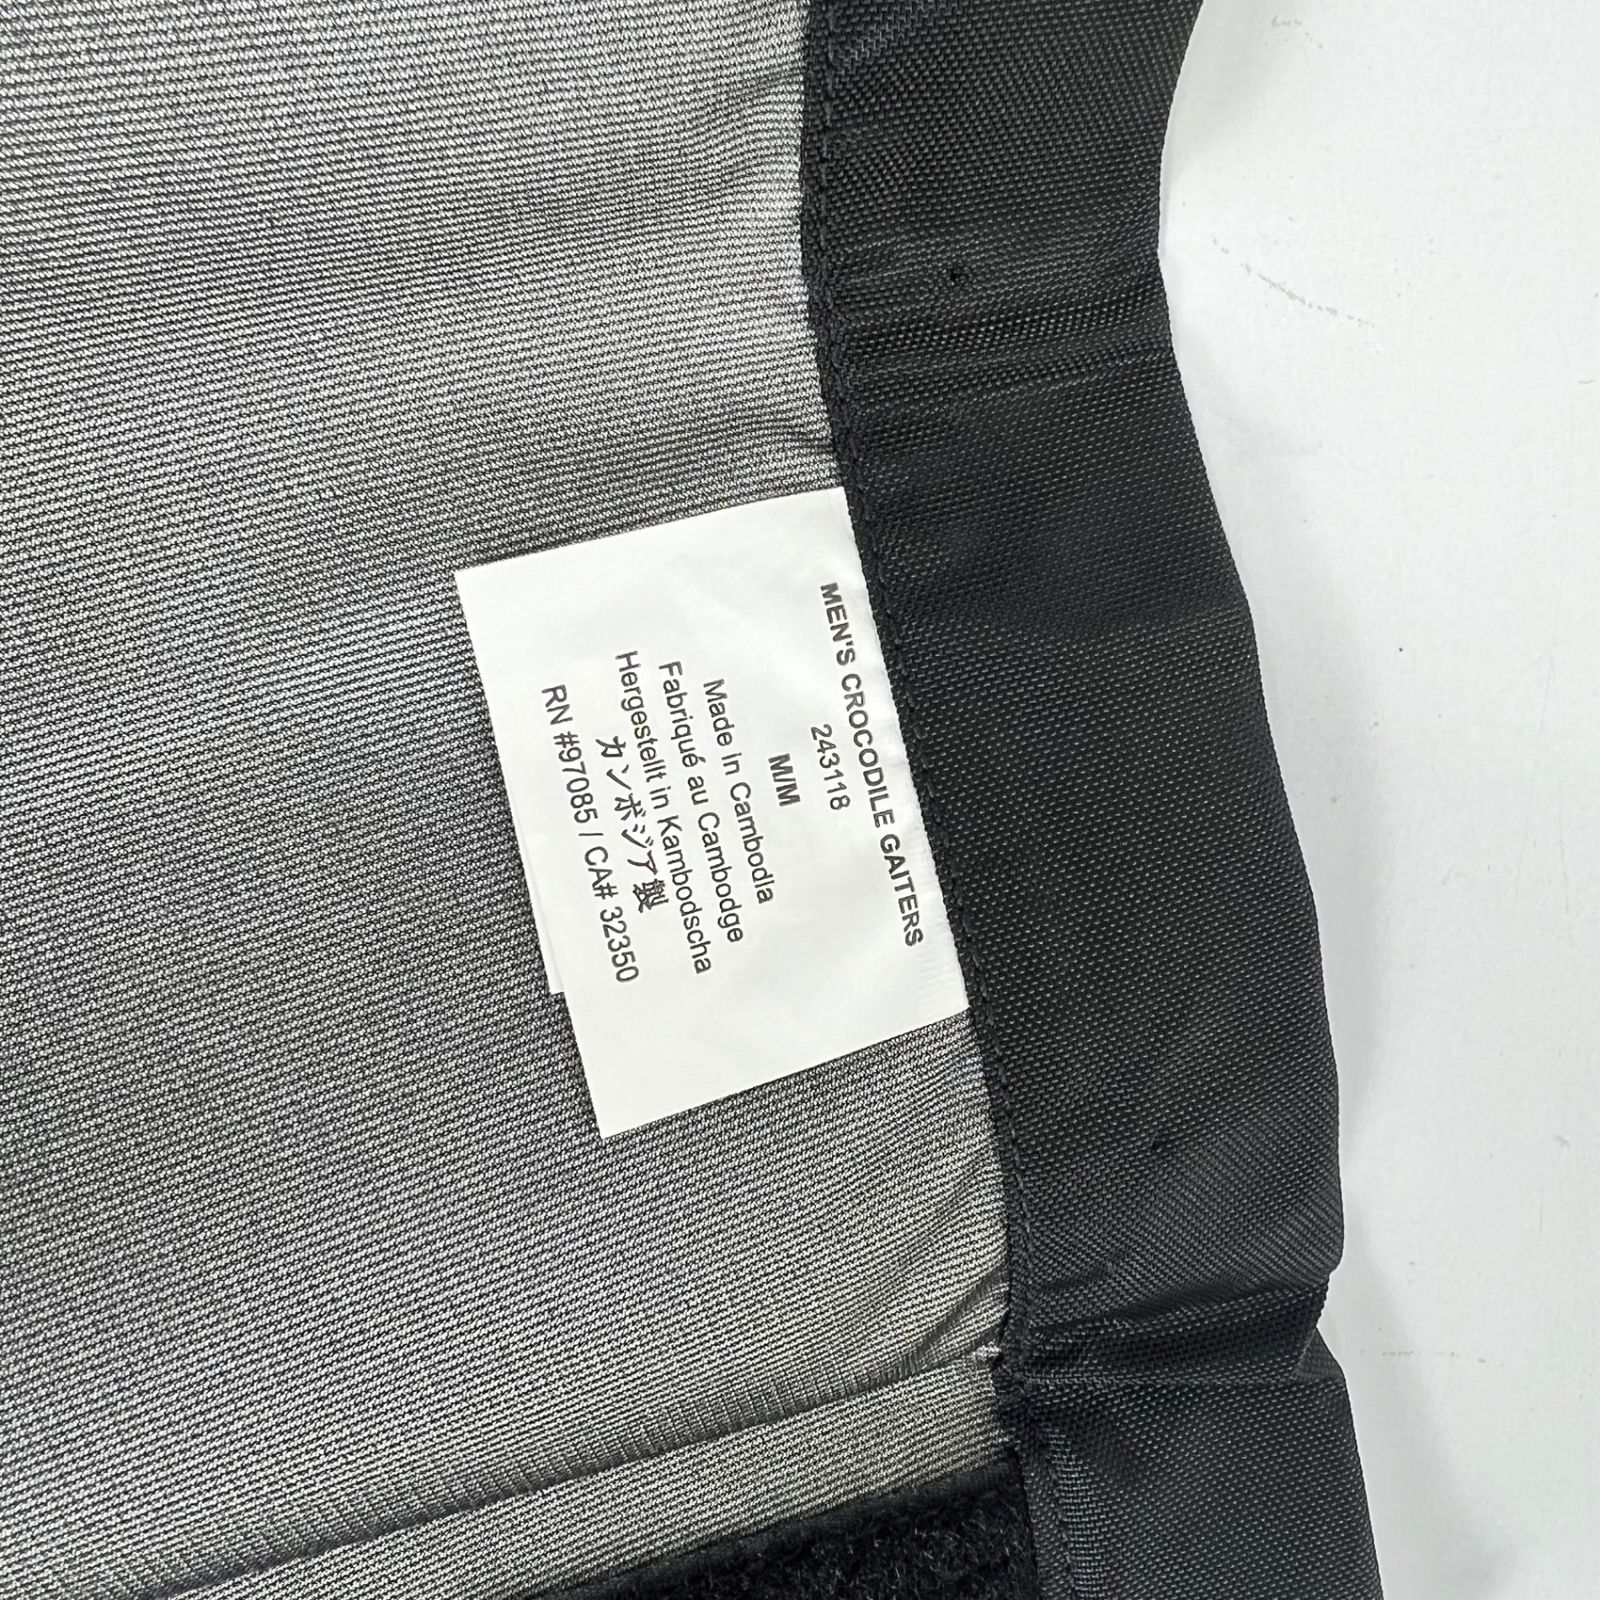 MEN'S CROCODILE GAITERS
243118
M/M
Made in Cambodia
Fabriqué au Cambodge
Hergestellt in Kambodscha
カンボジア製
RN #97085 / CA# 32350